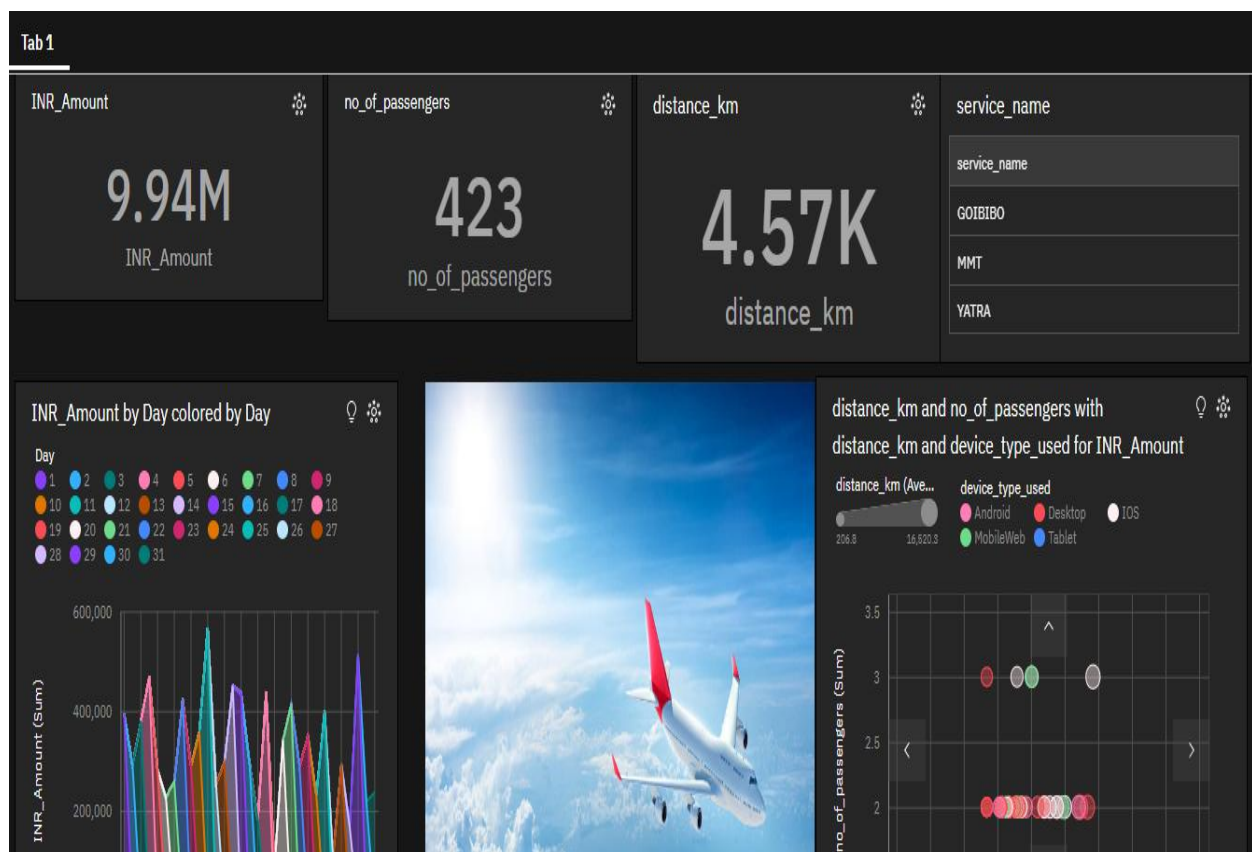 Tab 1
INR_Amount
9.94M
INR_Amount
no_of_passengers
423
no_of_passengers
distance_km
4.57K
distance_km
service_name
service_name
GOIBIBO
MMT
YATRA
INR_Amount by Day colored by Day
Day
1 2 3 4 5 6 7 8 9
10 11 12 13 14 15 16 17 18
19 20 21 22 23 24 25 26 27
28 29 30 31
600,000
400,000
200,000
INR_Amount (Sum)
distance_km and no_of_passengers with
distance_km and device_type_used for INR_Amount
distance_km (Ave...
206.8 16,520.3
device_type_used
Android Desktop IOS
MobileWeb Tablet
3.5
3
2.5
2
no_of_passengers (Sum)